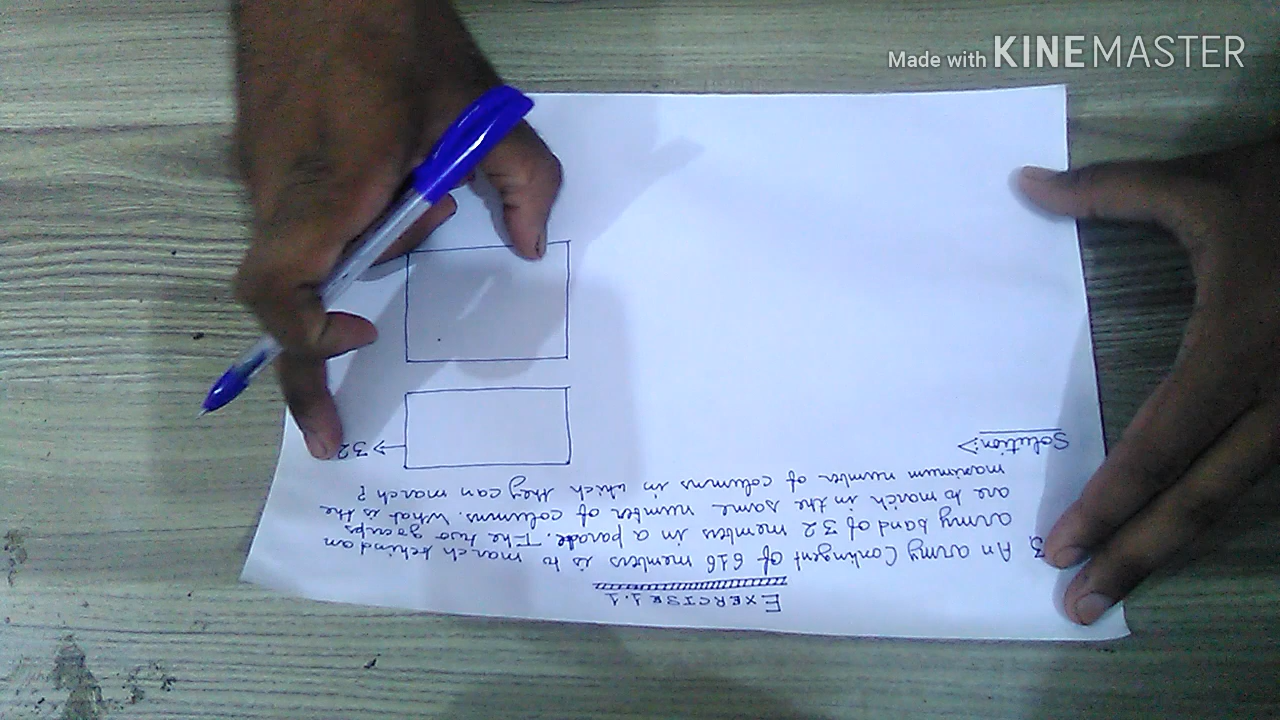 Made with KINEMASTER
EXERCISE 1.1
3. An army Contingent of 616 members is to march behind an
army band of 32 members in a parade. The two groups
are to march in the same number of columns. What is the
maximum number of columns in which they can march?
Solution:→
→ 32